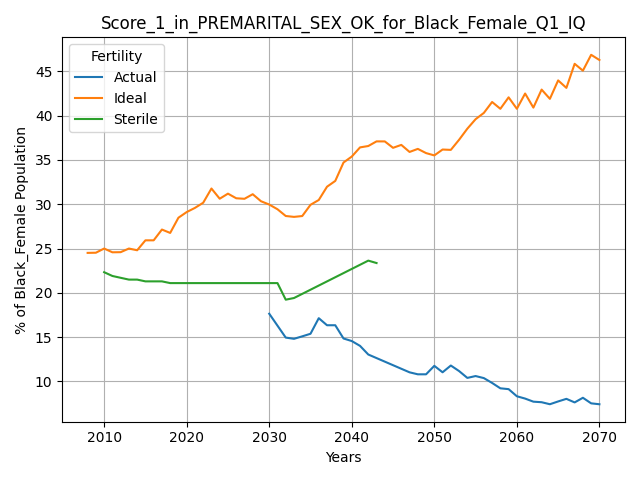 Score_1_in_PREMARITAL_SEX_OK_for_Black_Female_Q1_IQ
Fertility
Actual
Ideal
Sterile
% of Black_Female Population
45
40
35
30
25
20
15
10
2010 2020 2030 2040 2050 2060 2070
Years